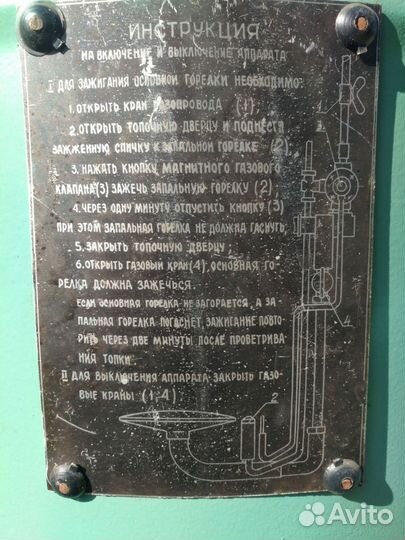 ИНСТРУКЦИЯ
НА ВКЛЮЧЕНИЕ И ВЫКЛЮЧЕНИЕ АППАРАТА
I ДЛЯ ЗАЖИГАНИЯ ОСНОВНОЙ ГОРЕЛКИ НЕОБХОДИМО:
1. ОТКРЫТЬ КРАН ГАЗОПРОВОДА (1)
2. ОТКРЫТЬ ТОПОЧНУЮ ДВЕРЦУ И ПОДНЕСТИ
ЗАЖЖЕННУЮ СПИЧКУ К ЗАПАЛЬНОЙ ГОРЕЛКЕ (2)
3. НАЖАТЬ КНОПКУ МАГНИТНОГО ГАЗОВОГО
КЛАПАНА (3) ЗАЖЕЧЬ ЗАПАЛЬНУЮ ГОРЕЛКУ (2);
4. ЧЕРЕЗ ОДНУ МИНУТУ ОТПУСТИТЬ КНОПКУ (3)
ПРИ ЭТОМ ЗАПАЛЬНАЯ ГОРЕЛКА НЕ ДОЛЖНА ГАСНУТЬ;
5. ЗАКРЫТЬ ТОПОЧНУЮ ДВЕРЦУ;
6. ОТКРЫТЬ ГАЗОВЫЙ КРАН (4), ОСНОВНАЯ ГО-
РЕЛКА ДОЛЖНА ЗАЖЕЧЬСЯ.
ЕСЛИ ОСНОВНАЯ ГОРЕЛКА НЕ ЗАГОРАЕТСЯ, А ЗА-
ПАЛЬНАЯ ГОРЕЛКА ПОГАСНЕТ ЗАЖИГАНИЕ ПОВТО-
РИТЬ ЧЕРЕЗ ДВЕ МИНУТЫ ПОСЛЕ ПРОВЕТРИВА-
НИЯ ТОПКИ.
II ДЛЯ ВЫКЛЮЧЕНИЯ АППАРАТА ЗАКРЫТЬ ГАЗО-
ВЫЕ КРАНЫ (1,4)
1
3
4
2
Avito